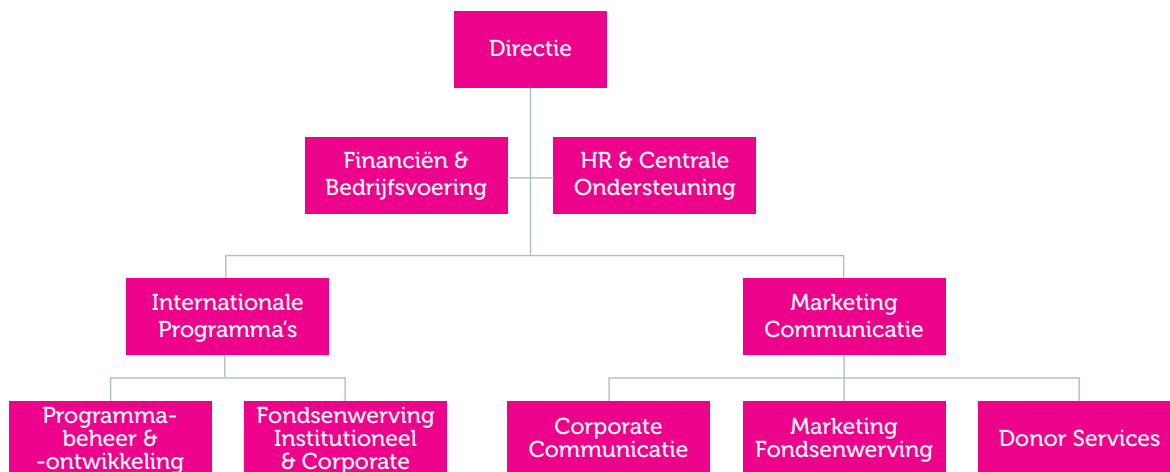 Directie
Financiën &
Bedrijfsvoering
HR & Centrale
Ondersteuning
Internationale
Programma’s
Marketing
Communicatie
Programma-
beheer &
-ontwikkeling
Fondsenwerving
Institutioneel
& Corporate
Corporate
Communicatie
Marketing
Fondsenwerving
Donor Services